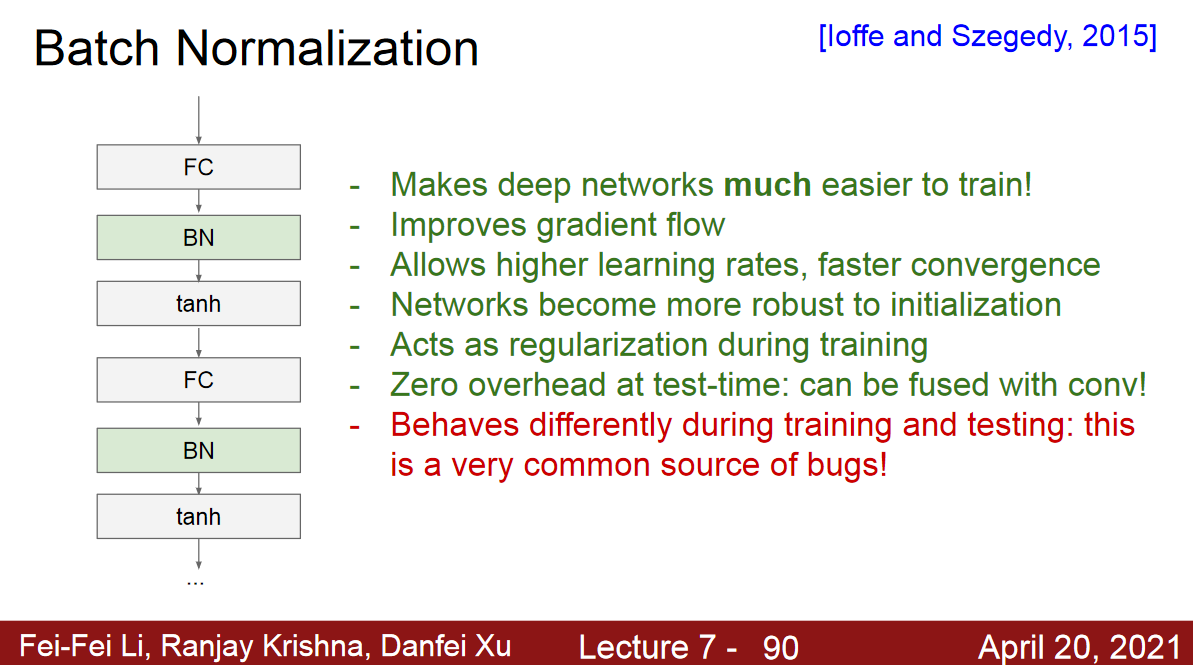 Batch Normalization
[Ioffe and Szegedy, 2015]
FC
BN
tanh
FC
BN
tanh
...
- Makes deep networks much easier to train!
- Improves gradient flow
- Allows higher learning rates, faster convergence
- Networks become more robust to initialization
- Acts as regularization during training
- Zero overhead at test-time: can be fused with conv!
- Behaves differently during training and testing: this
is a very common source of bugs!
Fei-Fei Li, Ranjay Krishna, Danfei Xu
Lecture 7 - 90
April 20, 2021